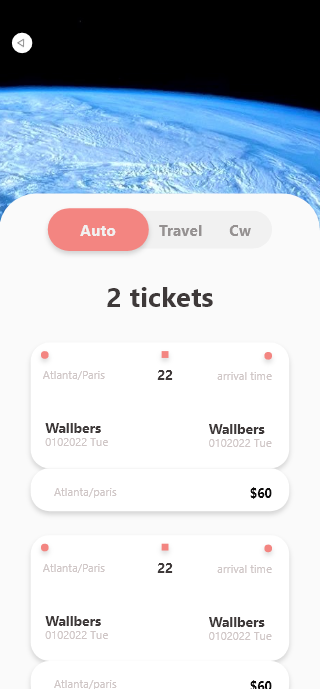 Auto Travel Cw
2 tickets
Atlanta/Paris 22 arrival time
Wallbers Wallbers
0102022 Tue 0102022 Tue
Atlanta/paris $60
Atlanta/Paris 22 arrival time
Wallbers Wallbers
0102022 Tue 0102022 Tue
Atlanta/paris $60